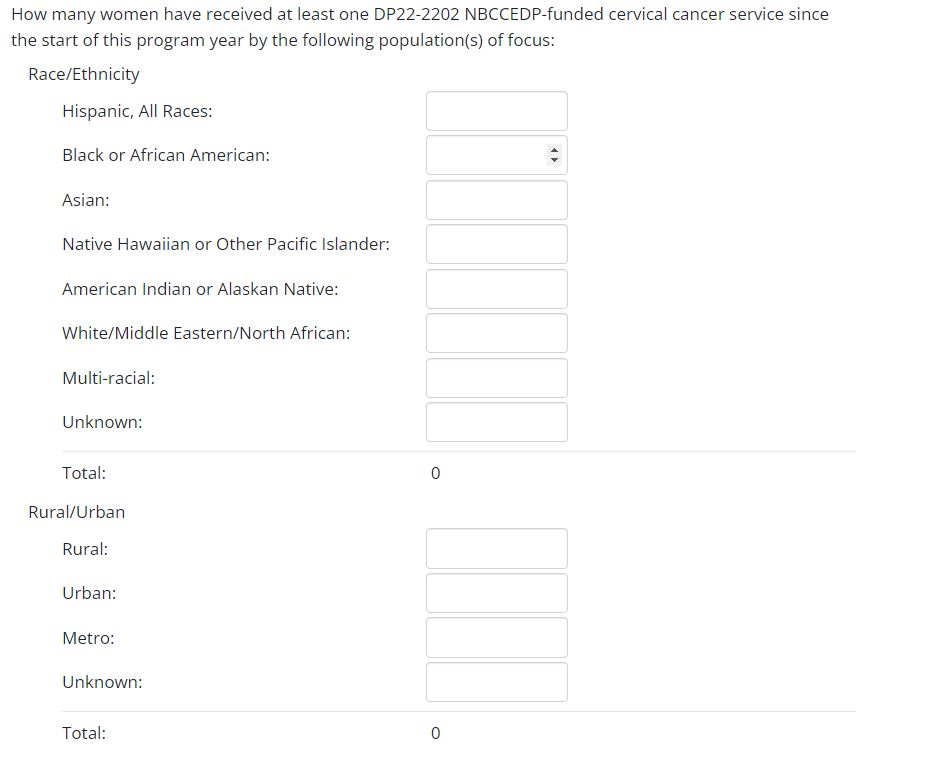 How many women have received at least one DP22-2202 NBCCEDP-funded cervical cancer service since
the start of this program year by the following population(s) of focus:
Race/Ethnicity
Hispanic, All Races:
Black or African American:
Asian:
Native Hawaiian or Other Pacific Islander:
American Indian or Alaskan Native:
White/Middle Eastern/North African:
Multi-racial:
Unknown:
Total: 0
Rural/Urban
Rural:
Urban:
Metro:
Unknown:
Total: 0